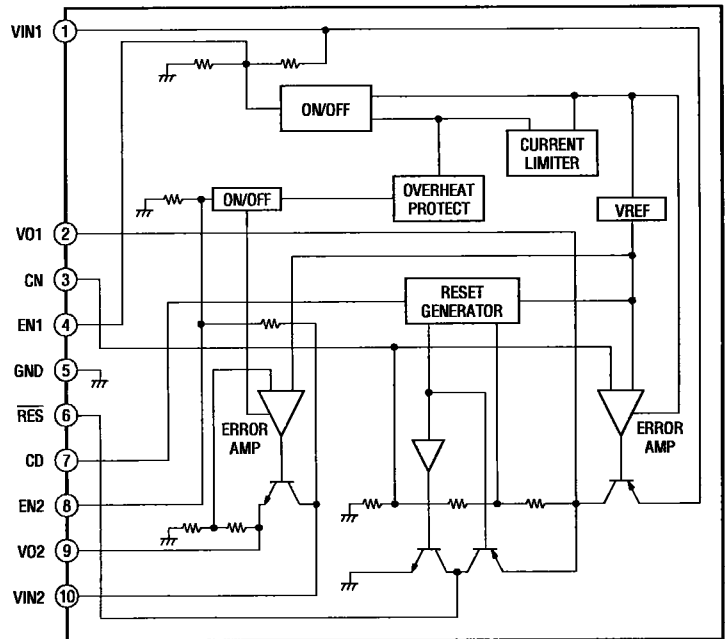 VIN1 1
ON/OFF
CURRENT
LIMITER
ON/OFF
OVERHEAT
PROTECT
VREF
VO1 2
CN 3
RESET
GENERATOR
EN1 4
GND 5
RES 6
ERROR
AMP
ERROR
AMP
CD 7
EN2 8
VO2 9
VIN2 10